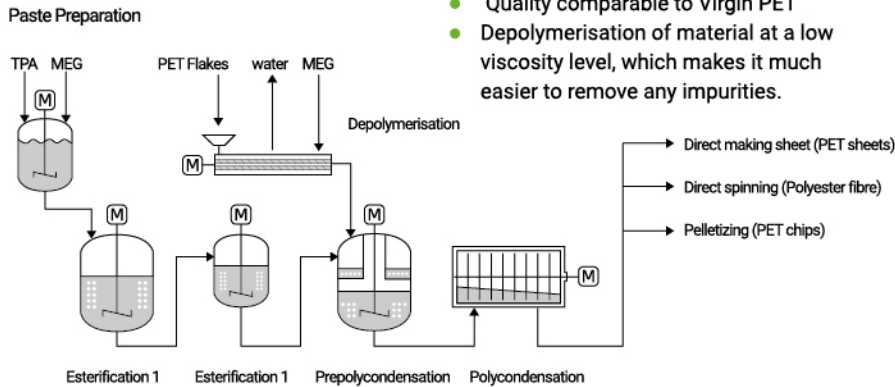 Quality comparable to Virgin PET
Depolymerisation of material at a low
viscosity level, which makes it much
easier to remove any impurities.
Paste Preparation
TPA MEG
PET Flakes water MEG
M
Depolymerisation
M
Direct making sheet (PET sheets)
Direct spinning (Polyester fibre)
Pelletizing (PET chips)
M
M
M
M
Esterification 1 Esterification 1 Prepolycondensation Polycondensation